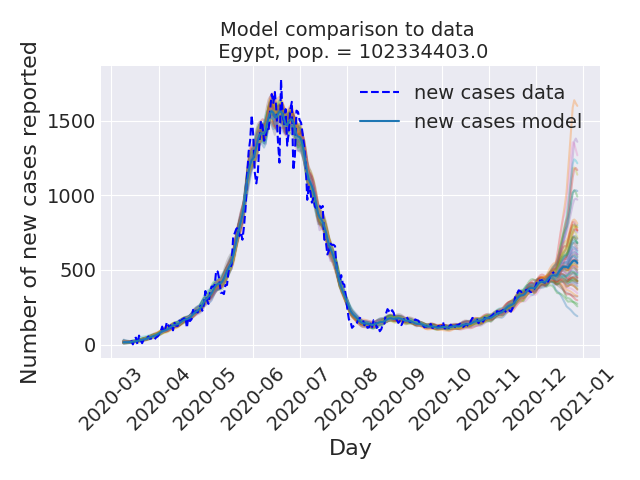 Model comparison to data
Egypt, pop. = 102334403.0
new cases data
new cases model
Number of new cases reported
1500
1000
500
0
2020-03
2020-04
2020-05
2020-06
2020-07
2020-08
2020-09
2020-10
2020-11
2020-12
2021-01
Day